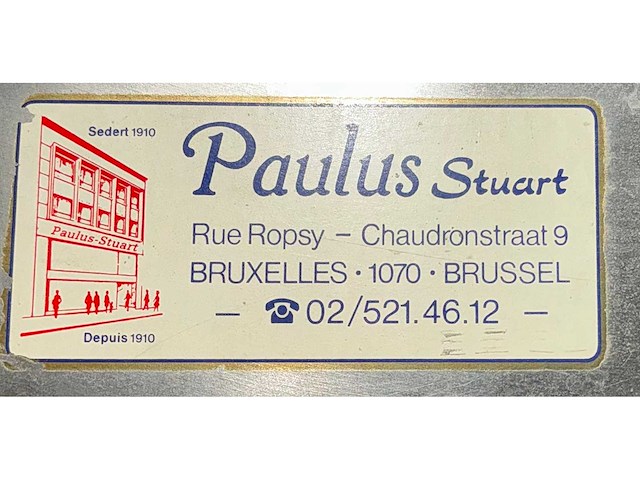 Sedert 1910
Paulus-Stuart
Depuis 1910
Paulus Stuart
Rue Ropsy – Chaudronstraat 9
BRUXELLES · 1070 · BRUSSEL
– ☎ 02/521.46.12 –